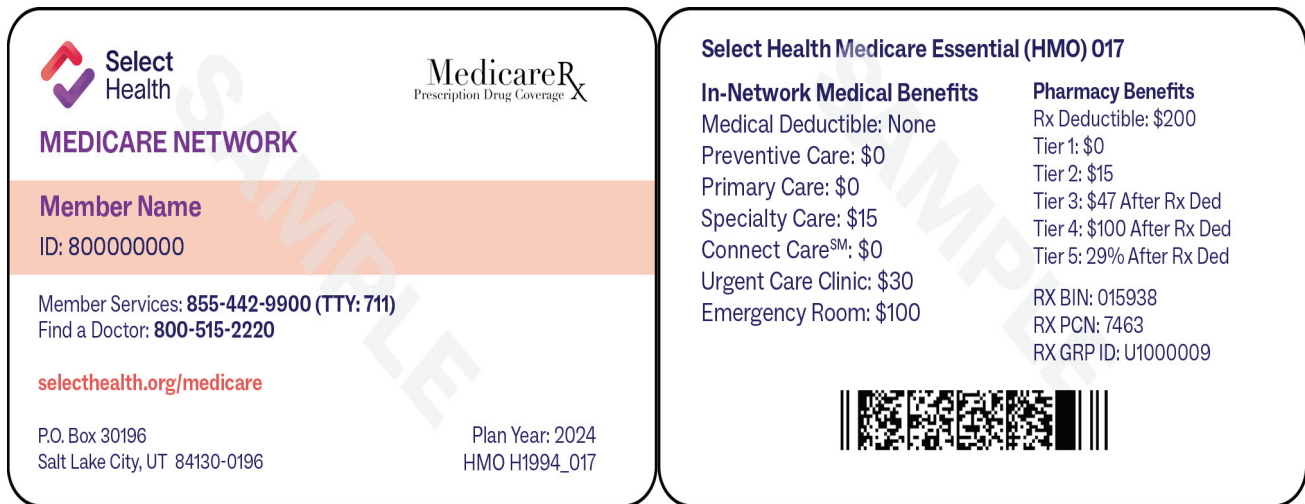 Select
Health
MedicareRx
Prescription Drug Coverage
MEDICARE NETWORK
Member Name
ID: 800000000
Member Services: 855-442-9900 (TTY: 711)
Find a Doctor: 800-515-2220
selecthealth.org/medicare
P.O. Box 30196
Salt Lake City, UT 84130-0196
Plan Year: 2024
HMO H1994_017
SAMPLE
Select Health Medicare Essential (HMO) 017
In-Network Medical Benefits
Medical Deductible: None
Preventive Care: $0
Primary Care: $0
Specialty Care: $15
Connect Care℠: $0
Urgent Care Clinic: $30
Emergency Room: $100
Pharmacy Benefits
Rx Deductible: $200
Tier 1: $0
Tier 2: $15
Tier 3: $47 After Rx Ded
Tier 4: $100 After Rx Ded
Tier 5: 29% After Rx Ded
RX BIN: 015938
RX PCN: 7463
RX GRP ID: U1000009
SAMPLE